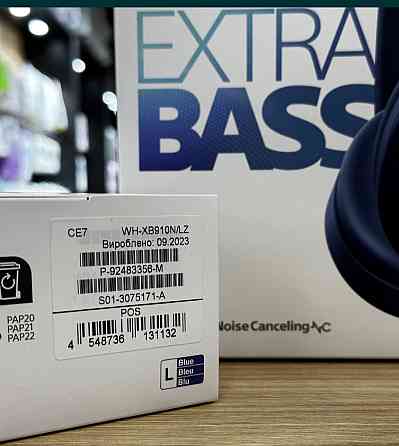 EXTRA
BASS
CE7 WH-XB910N/LZ
Вироблено: 09.2023
P-92483356-M
S01-3075171-A
POS
4 548736 131132
PAP20
PAP21
PAP22
Noise Canceling
L
Blue
Bleu
Blu